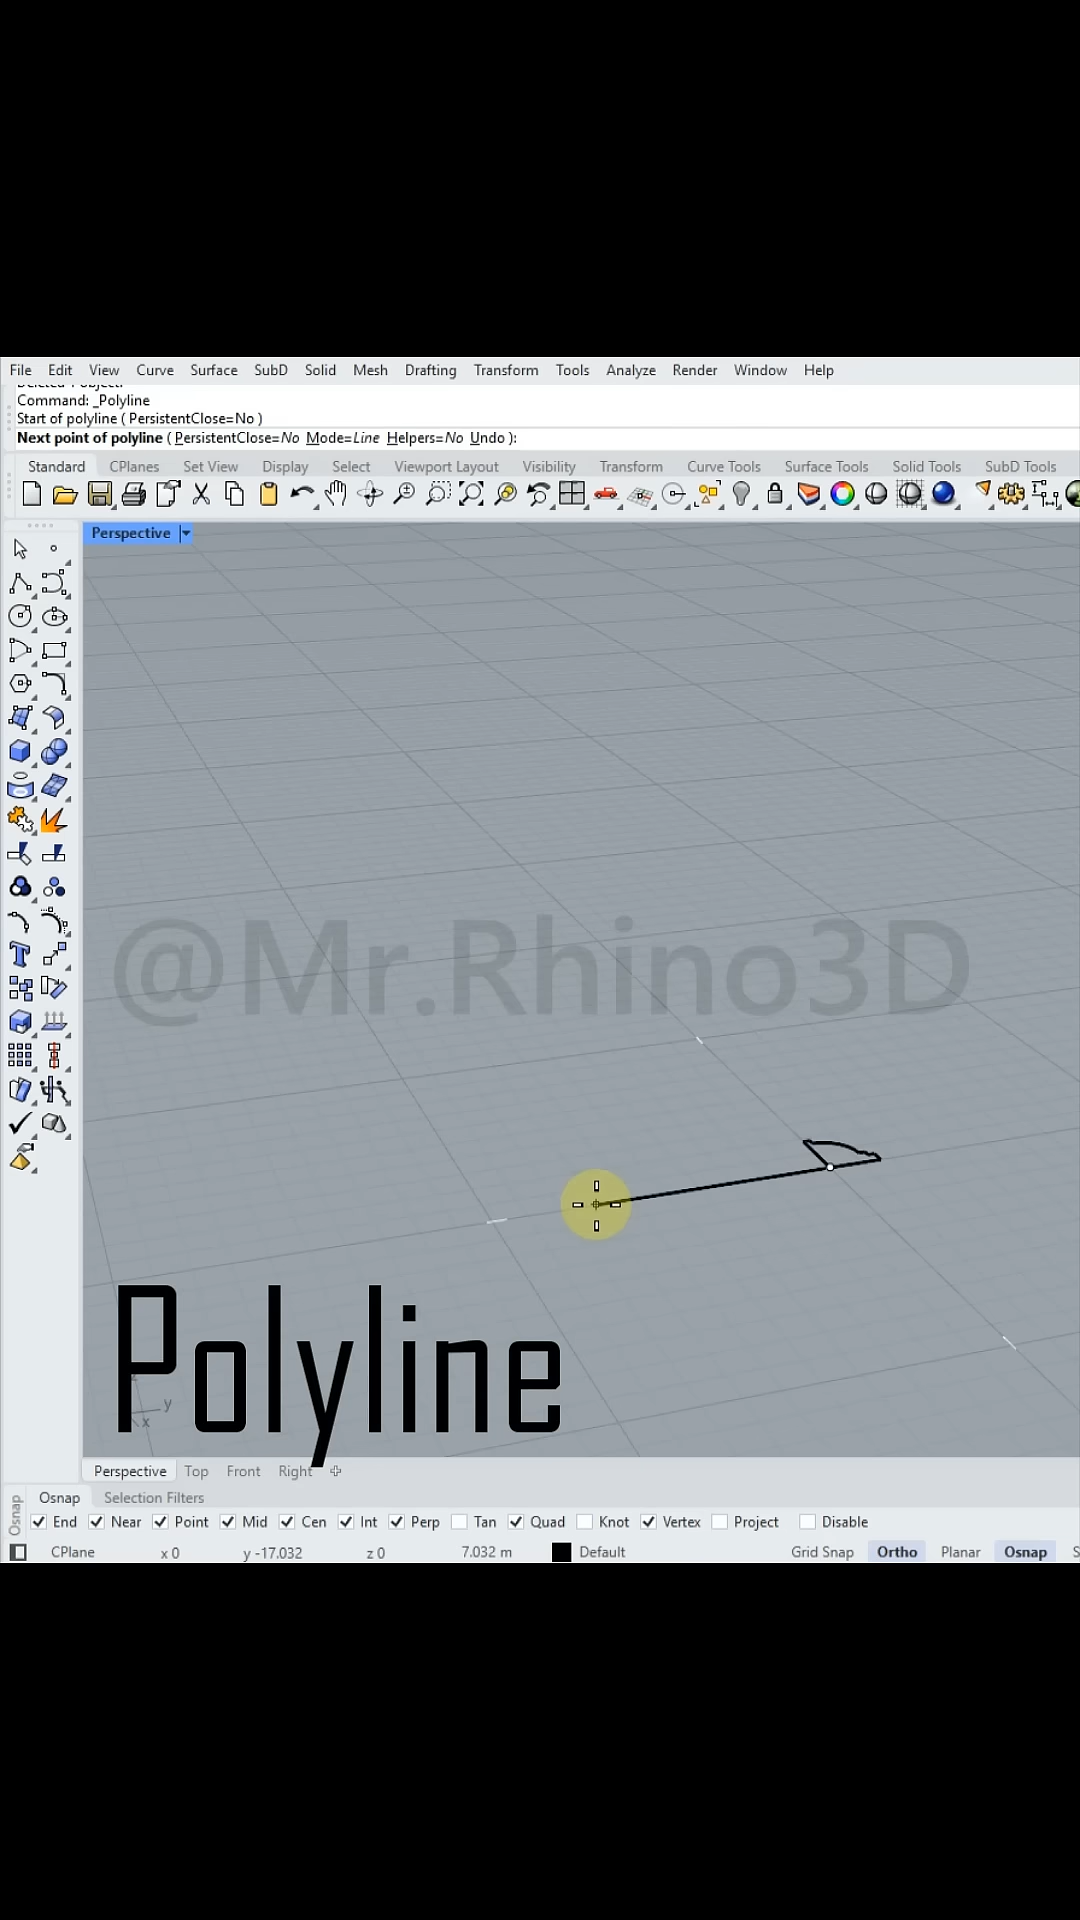 File Edit View Curve Surface SubD Solid Mesh Drafting Transform Tools Analyze Render Window Help
Command: _Polyline
Start of polyline ( PersistentClose=No )
Next point of polyline ( PersistentClose=No Mode=Line Helpers=No Undo ):
Standard CPlanes Set View Display Select Viewport Layout Visibility Transform Curve Tools Surface Tools Solid Tools SubD Tools
Perspective
@Mr.Rhino3D
Polyline
z
y
x
Perspective Top Front Right
Osnap
Osnap Selection Filters
End Near Point Mid Cen Int Perp Tan Quad Knot Vertex Project Disable
CPlane x 0 y -17.032 z 0 7.032 m Default Grid Snap Ortho Planar Osnap S